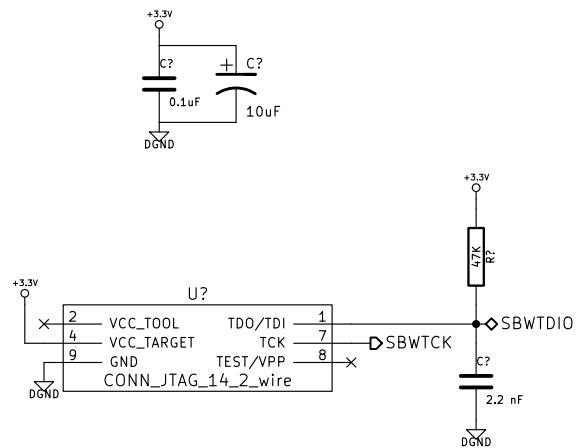 +3.3V
C?
C?
0.1uF
10uF
DGND
+3.3V
47K
R?
+3.3V
U?
2 VCC_TOOL TDO/TDI 1
SBWTDIO
4 VCC_TARGET TCK 7
SBWTCK
9 GND TEST/VPP 8
C?
CONN_JTAG_14_2_wire
DGND
2.2 nF
DGND